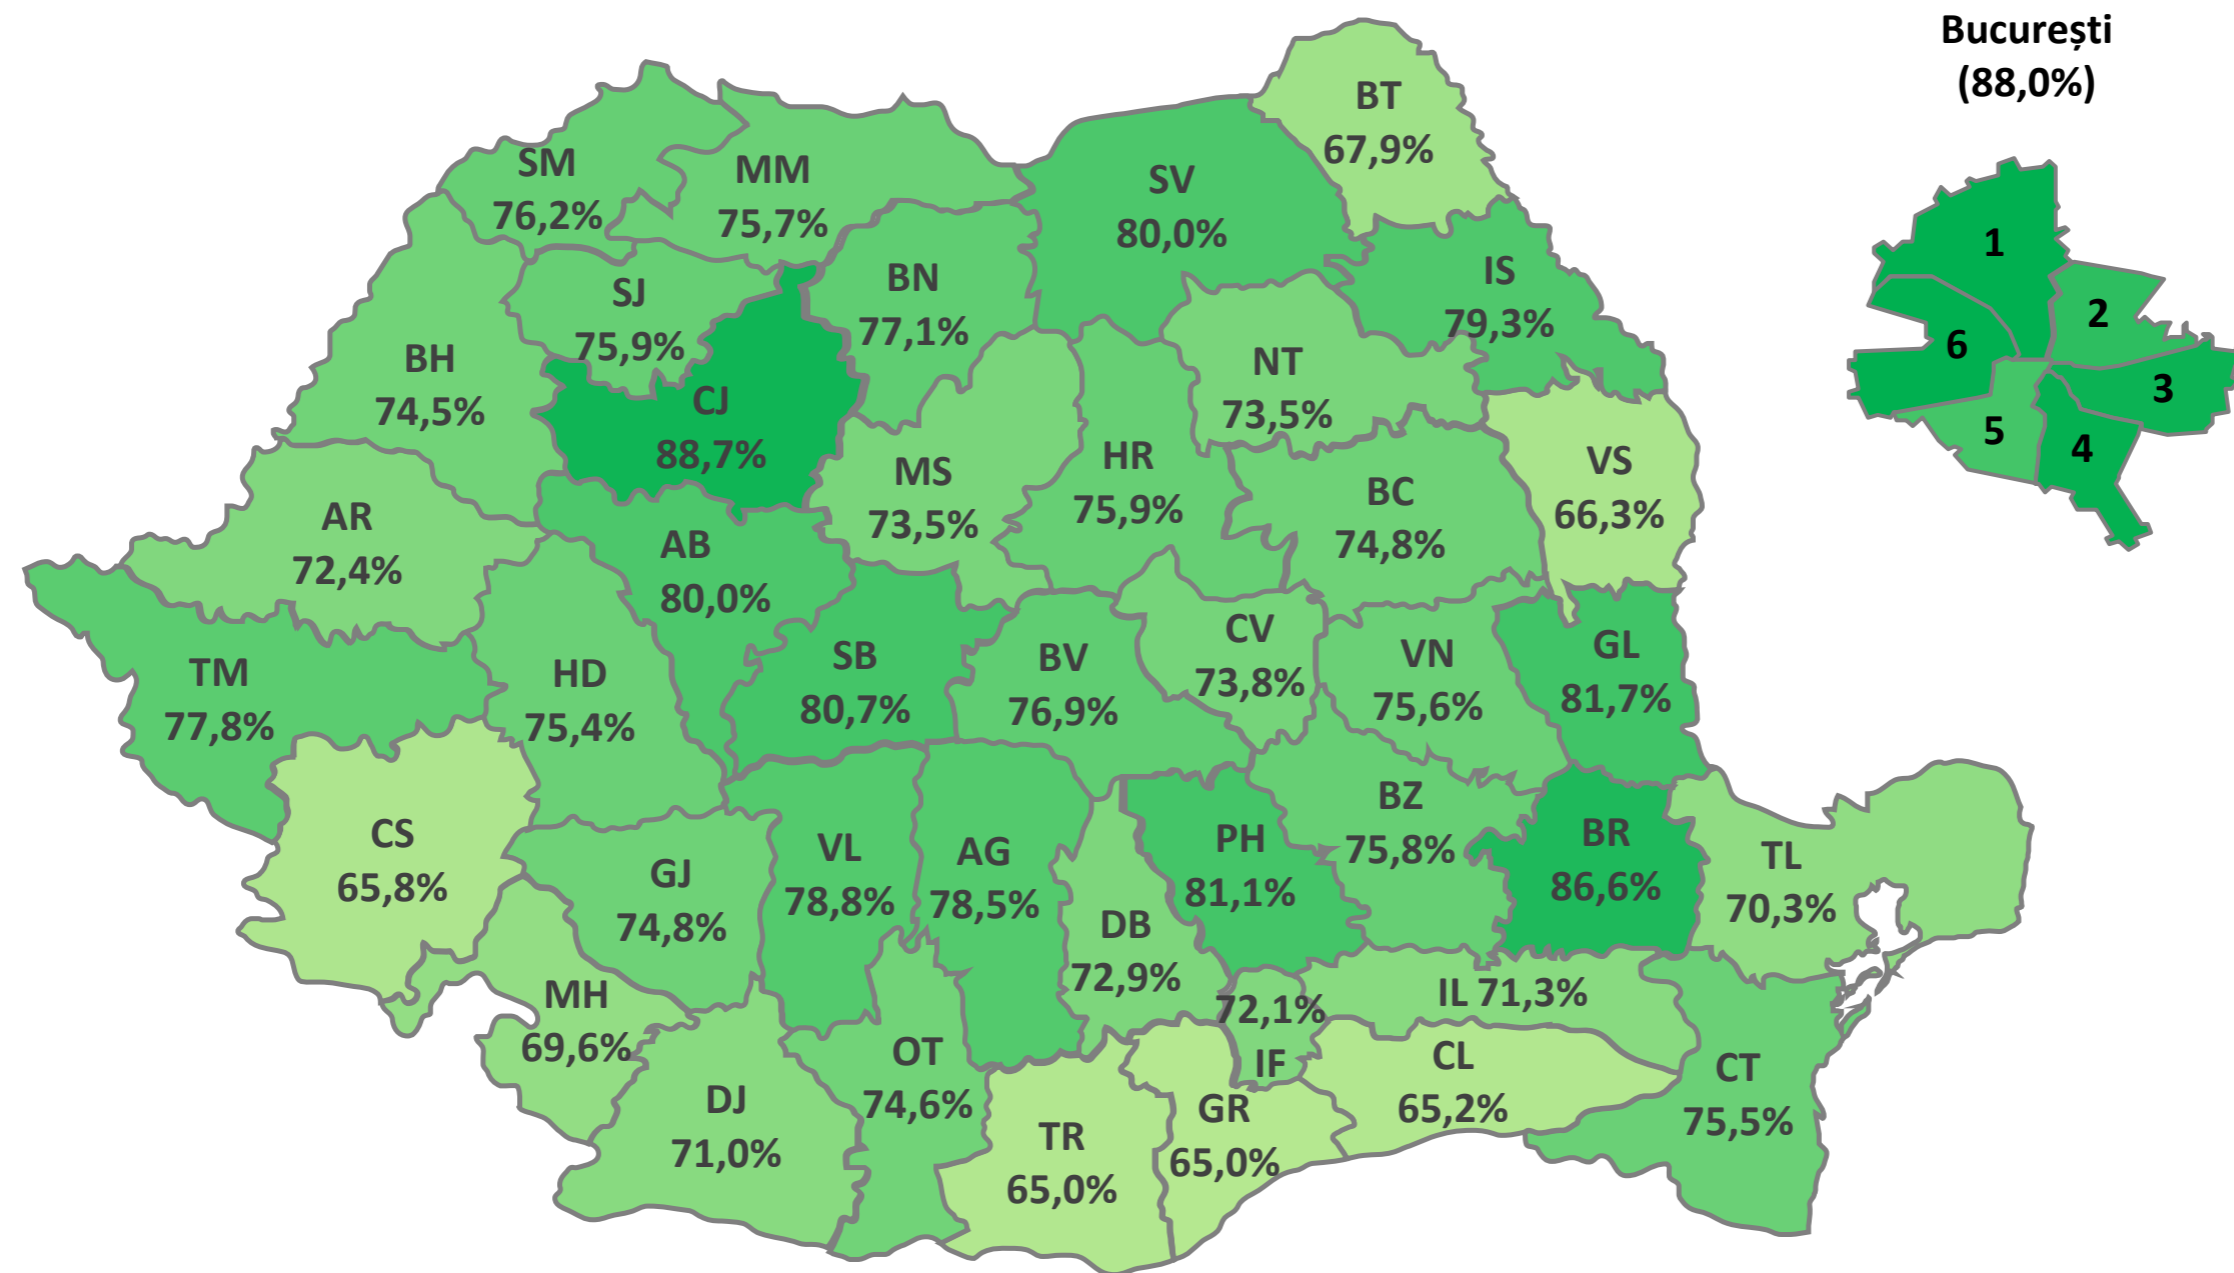 București
(88,0%)
1
2
3
4
5
6
BT
67,9%
SM
76,2%
MM
75,7%
SV
80,0%
IS
79,3%
BN
77,1%
SJ
75,9%
BH
74,5%
CJ
88,7%
NT
73,5%
MS
73,5%
HR
75,9%
BC
74,8%
VS
66,3%
AR
72,4%
AB
80,0%
TM
77,8%
HD
75,4%
SB
80,7%
BV
76,9%
CV
73,8%
VN
75,6%
GL
81,7%
CS
65,8%
GJ
74,8%
VL
78,8%
AG
78,5%
DB
72,9%
PH
81,1%
BZ
75,8%
BR
86,6%
TL
70,3%
MH
69,6%
DJ
71,0%
OT
74,6%
TR
65,0%
GR
65,0%
72,1%
IF
IL 71,3%
CL
65,2%
CT
75,5%